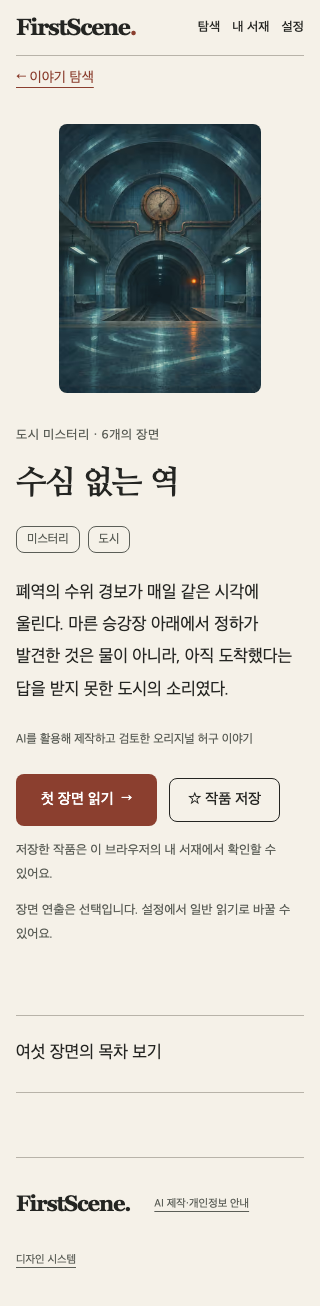 FirstScene.
탐색 내 서재 설정
← 이야기 탐색
도시 미스터리 · 6개의 장면
수심 없는 역
미스터리 도시
폐역의 수위 경보가 매일 같은 시각에
울린다. 마른 승강장 아래에서 정하가
발견한 것은 물이 아니라, 아직 도착했다는
답을 받지 못한 도시의 소리였다.
AI를 활용해 제작하고 검토한 오리지널 허구 이야기
첫 장면 읽기 →
☆ 작품 저장
저장한 작품은 이 브라우저의 내 서재에서 확인할 수
있어요.
장면 연출은 선택입니다. 설정에서 일반 읽기로 바꿀 수
있어요.
여섯 장면의 목차 보기
FirstScene.
AI 제작·개인정보 안내
디자인 시스템